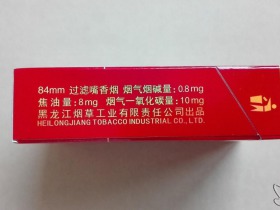 84mm 过滤嘴香烟 烟气烟碱量:0.8mg
焦油量:8mg 烟气一氧化碳量:10mg
黑龙江烟草工业有限责任公司出品
HEILONGJIANG TOBACCO INDUSTRIAL CO., LTD.